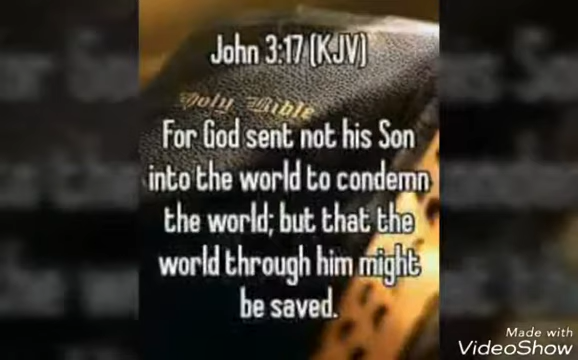 John 3:17 (KJV)
Holy Bible
For God sent not his Son
into the world to condemn
the world; but that the
world through him might
be saved.
Made with
VideoShow